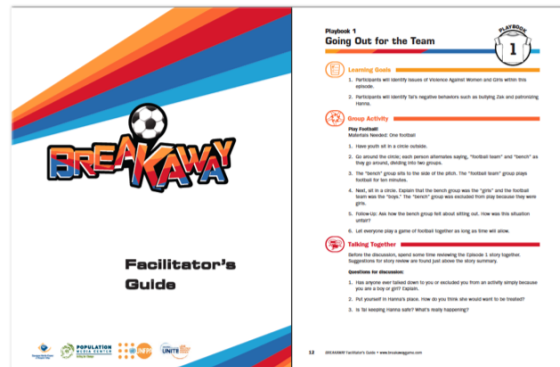 BREAKAWAY
Facilitator's
Guide
POPULATION
MEDIA CENTER
UNFPA
UNITE
Playbook 1
Going Out for the Team
PLAYBOOK
1
Learning Goals
1. Participants will identify issues of Violence Against Women and Girls within this
episode.
2. Participants will identify Tal's negative behaviors such as bullying Zak and patronizing
Hanna.
Group Activity
Play Football!
Materials Needed: One football
1. Have youth sit in a circle outside.
2. Go around the circle; each person alternates saying, "football team" and "bench" as
they go around, dividing into two groups.
3. The "bench" group sits to the side of the pitch. The "football team" group plays
football for ten minutes.
4. Next, sit in a circle. Explain that the bench group was the "girls" and the football
team was the "boys." The "bench" group was excluded from play because they were
girls.
5. Follow-Up: Ask how the bench group felt about sitting out. How was this situation
unfair?
6. Let everyone play a game of football together as long as time will allow.
Talking Together
Before the discussion, spend some time reviewing the Episode 1 story together.
Suggestions for story review are found just above the story summary.
Questions for discussion:
1. Has anyone ever talked down to you or excluded you from an activity simply because
you are a boy or girl? Explain.
2. Put yourself in Hanna's place. How do you think she would want to be treated?
3. Is Tal keeping Hanna safe? What's really happening?
12 BREAKAWAY Facilitator's Guide • www.breakawaygame.com